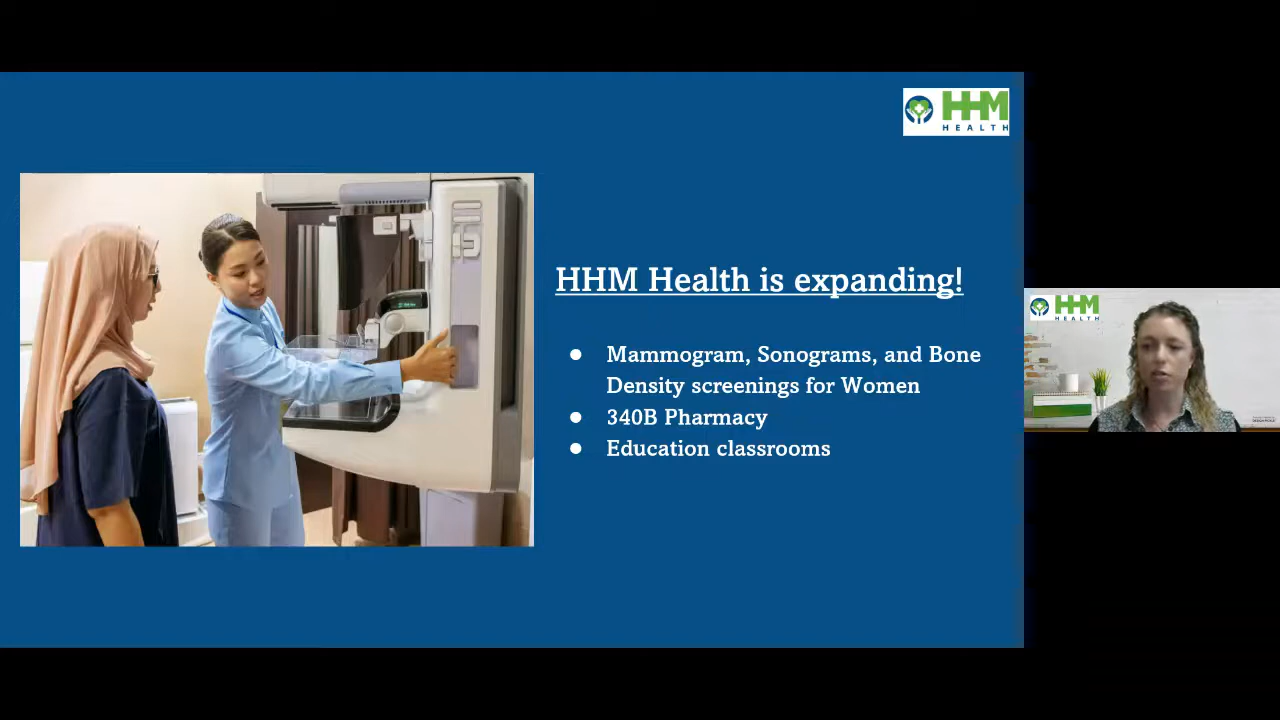 HHM
HEALTH
HHM Health is expanding!
● Mammogram, Sonograms, and Bone
Density screenings for Women
● 340B Pharmacy
● Education classrooms
HHM
HEALTH